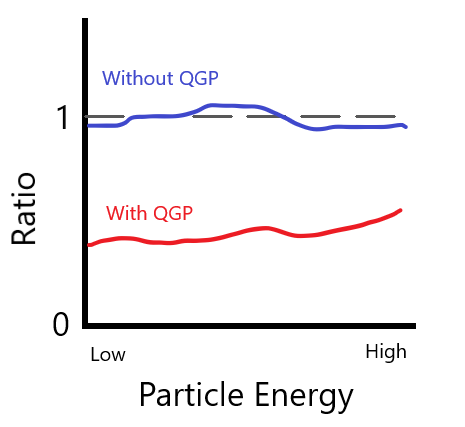 Without QGP
1
With QGP
Ratio
0
Low
High
Particle Energy